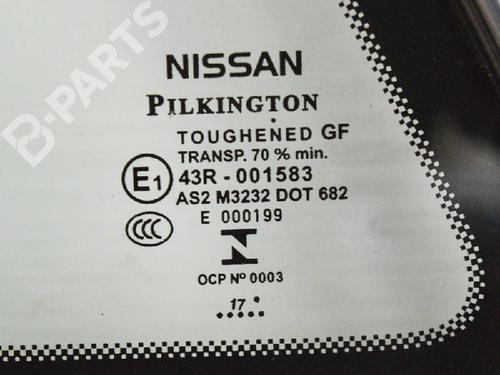 B-PARTS
NISSAN
PILKINGTON
TOUGHENED GF
TRANSP. 70 % min.
E1 43R - 001583
AS2 M3232 DOT 682
E 000199
CCC
N
OCP Nº 0003
17